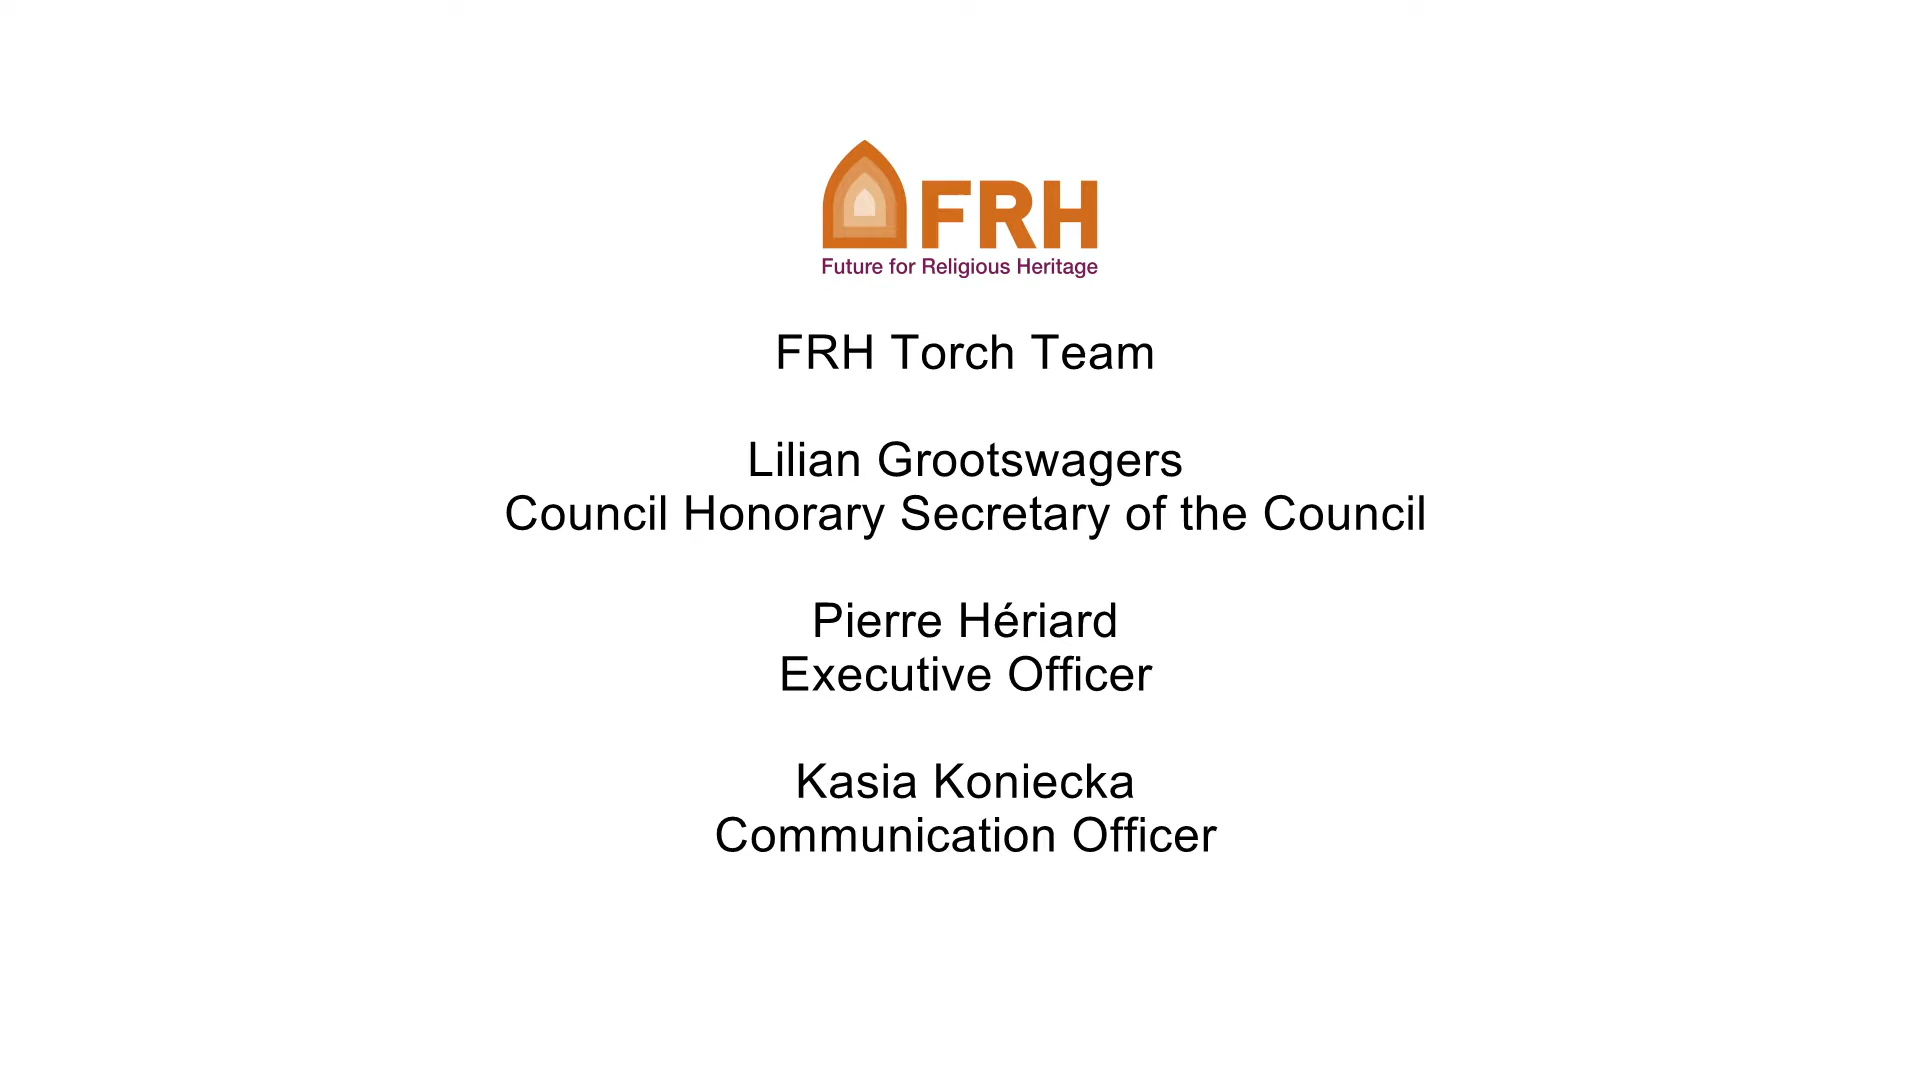 FRH
Future for Religious Heritage
FRH Torch Team
Lilian Grootswagers
Council Honorary Secretary of the Council
Pierre Hériard
Executive Officer
Kasia Koniecka
Communication Officer